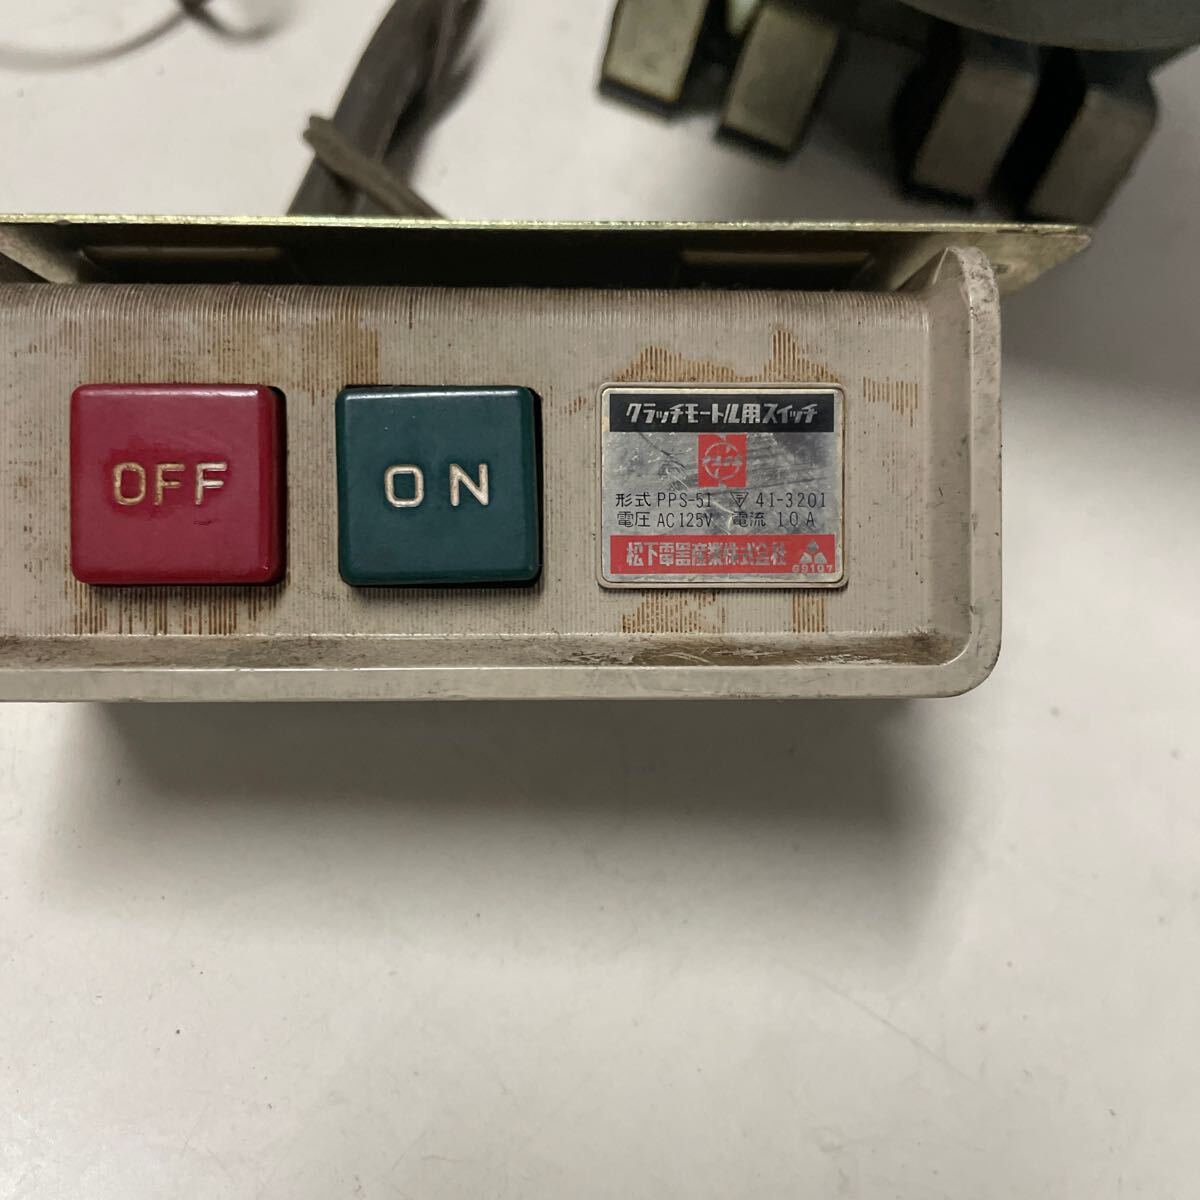 OFF
ON
クラッチモートル用スイッチ
形式 PPS-51 ▽ 41-3201
電圧 AC125V 電流 10A
松下電器産業株式会社
69107